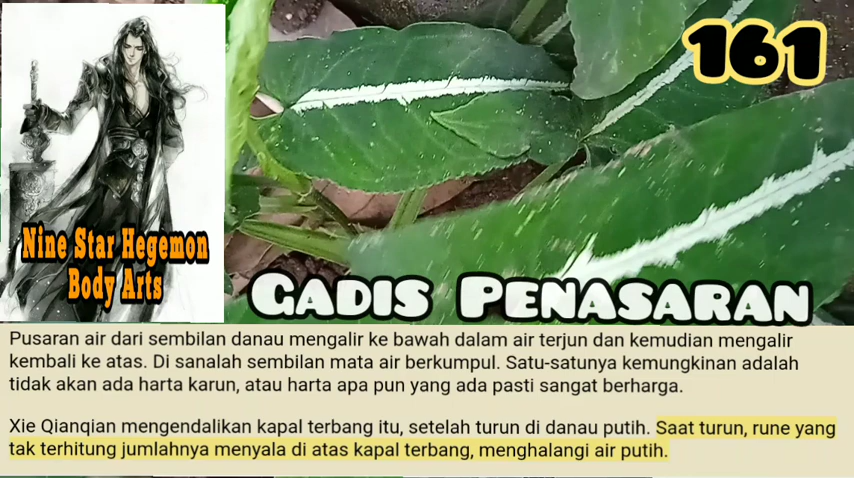 161
Nine Star Hegemon
Body Arts
GADIS PENASARAN
Pusaran air dari sembilan danau mengalir ke bawah dalam air terjun dan kemudian mengalir
kembali ke atas. Di sanalah sembilan mata air berkumpul. Satu-satunya kemungkinan adalah
tidak akan ada harta karun, atau harta apa pun yang ada pasti sangat berharga.
Xie Qianqian mengendalikan kapal terbang itu, setelah turun di danau putih. Saat turun, rune yang
tak terhitung jumlahnya menyala di atas kapal terbang, menghalangi air putih.